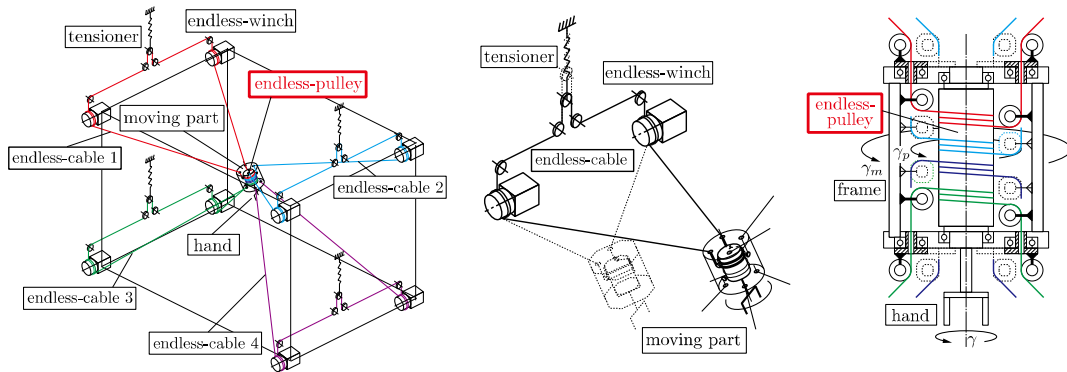 endless-winch
tensioner
endless-pulley
moving part
endless-cable 1
endless-cable 2
hand
endless-cable 3
endless-cable 4
tensioner
endless-winch
endless-cable
moving part
endless-
pulley
γp
γm
frame
hand
γ